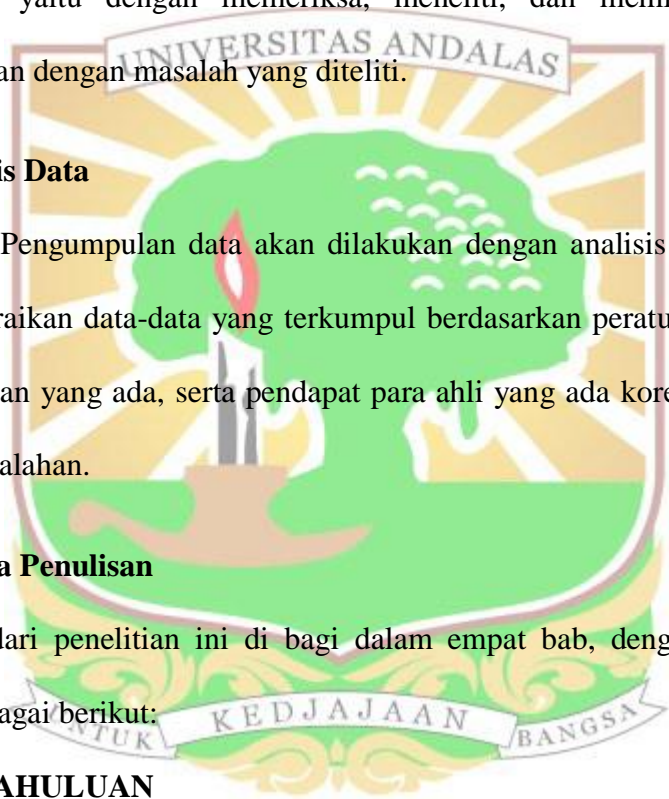 yaitu dengan memeriksa, meneliti, dan
UNIVERSITAS ANDALAS
an dengan masalah yang diteliti.
is Data
Pengumpulan data akan dilakukan dengan analisis
raikan data-data yang terkumpul berdasarkan peratu
an yang ada, serta pendapat para ahli yang ada kore
alahan.
a Penulisan
dari penelitian ini di bagi dalam empat bab, deng
bagai berikut:
UNTUK KEDJAJAAN BANGSA
AHULUAN